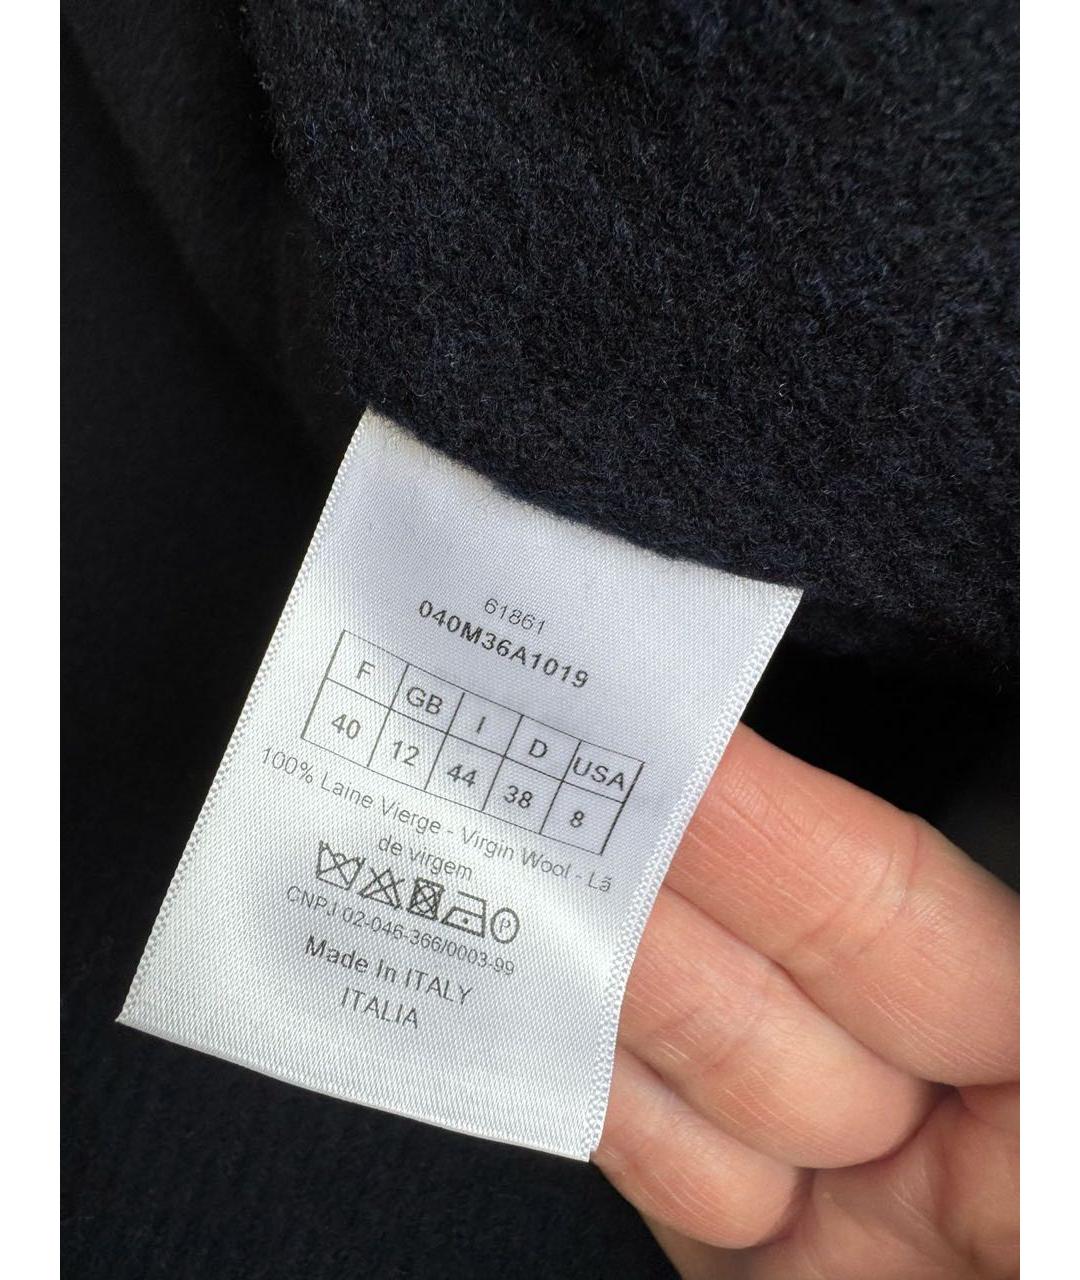 61861
040M36A1019
F GB I D USA
40 12 44 38 8
100% Laine Vierge - Virgin Wool - Lã
de virgem
P
CNPJ 02-046-366/0003-99
Made In ITALY
ITALIA